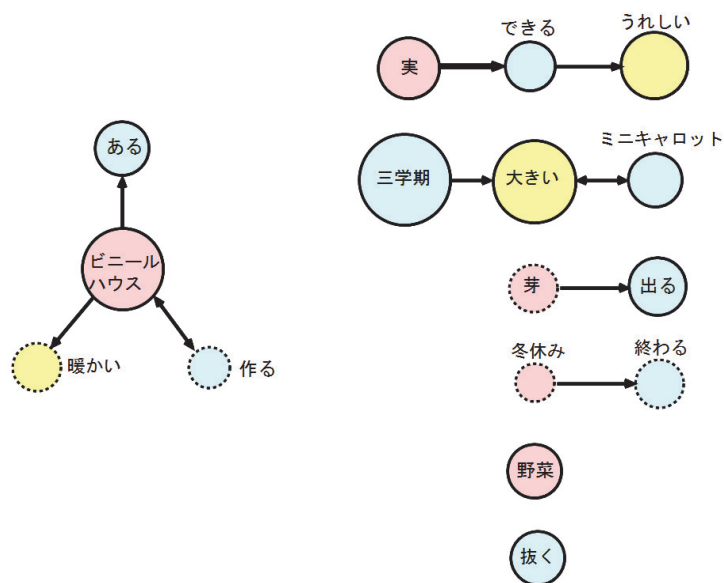 ある
ビニール
ハウス
暖かい
作る
実
できる
うれしい
三学期
大きい
ミニキャロット
芽
出る
冬休み
終わる
野菜
抜く